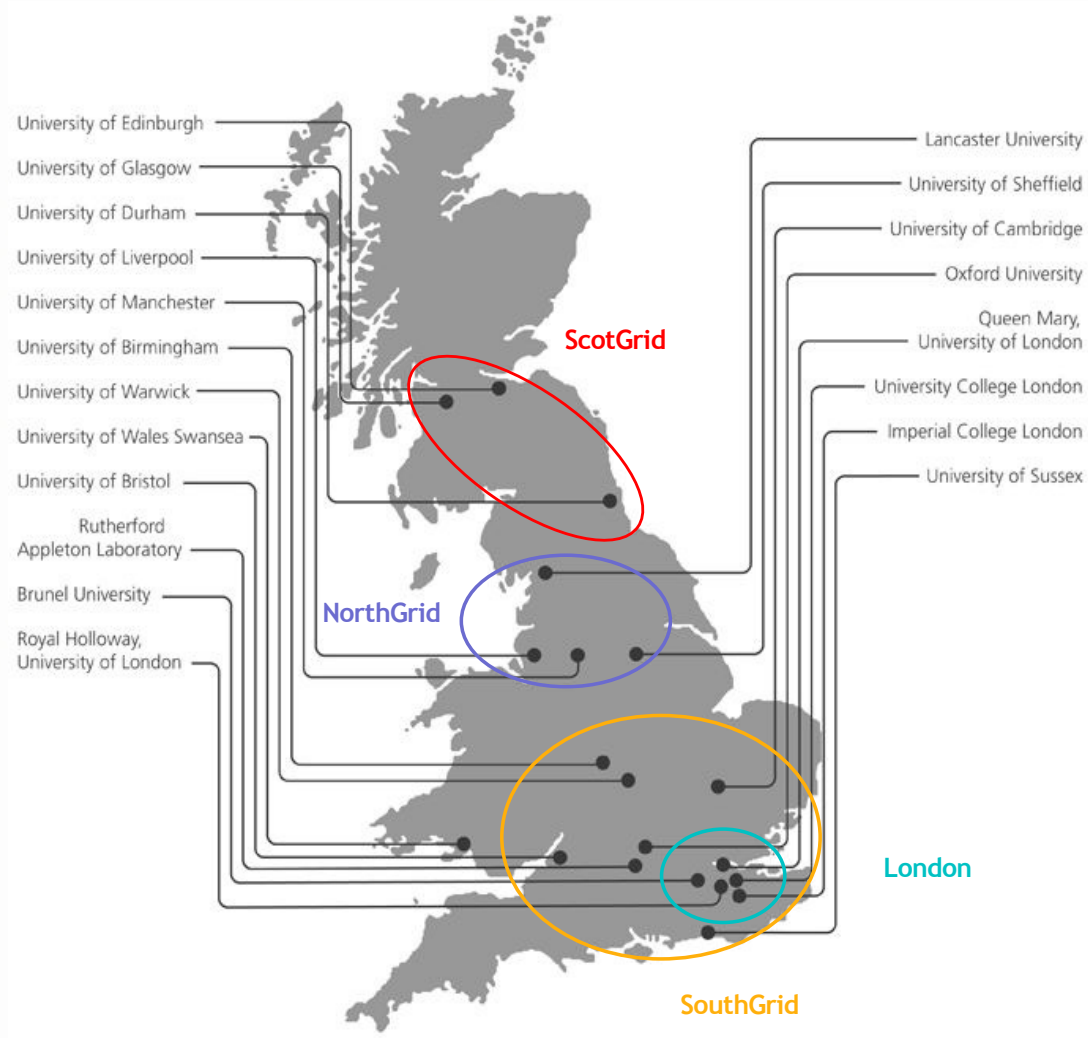 University of Edinburgh
University of Glasgow
University of Durham
University of Liverpool
University of Manchester
University of Birmingham
University of Warwick
University of Wales Swansea
University of Bristol
Rutherford
Appleton Laboratory
Brunel University
Royal Holloway,
University of London
Lancaster University
University of Sheffield
University of Cambridge
Oxford University
Queen Mary,
University of London
University College London
Imperial College London
University of Sussex
ScotGrid
NorthGrid
London
SouthGrid